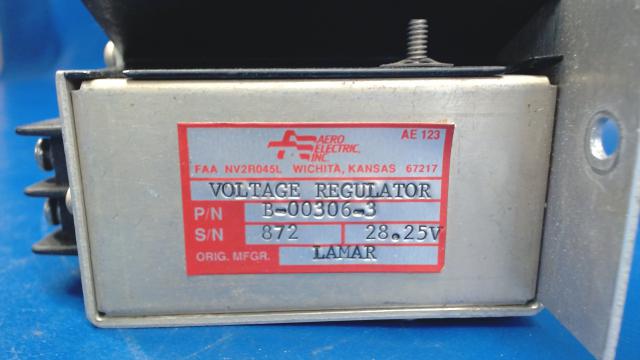 AERO
ELECTRIC,
INC.
AE 123
FAA NV2R045L WICHITA, KANSAS 67217
VOLTAGE REGULATOR
P/N B-00306-3
S/N 872 28.25V
ORIG. MFGR. LAMAR